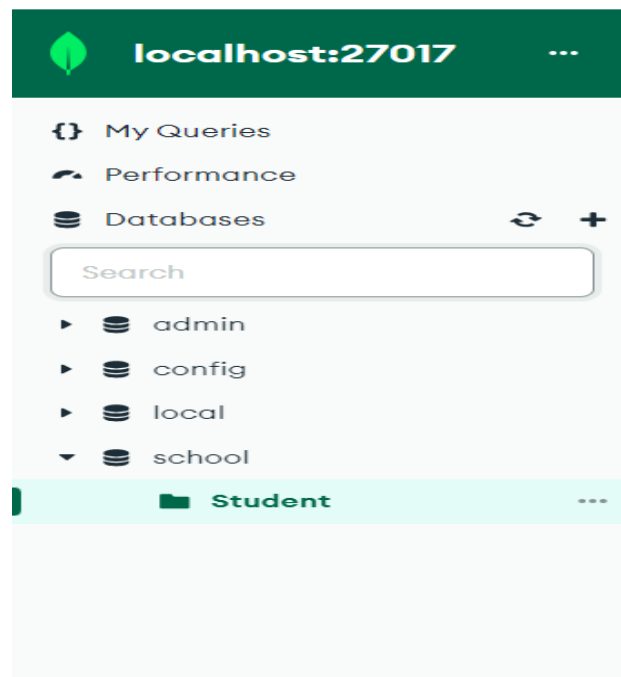 localhost:27017 ...
{} My Queries
Performance
Databases
Search
admin
config
local
school
Student ...